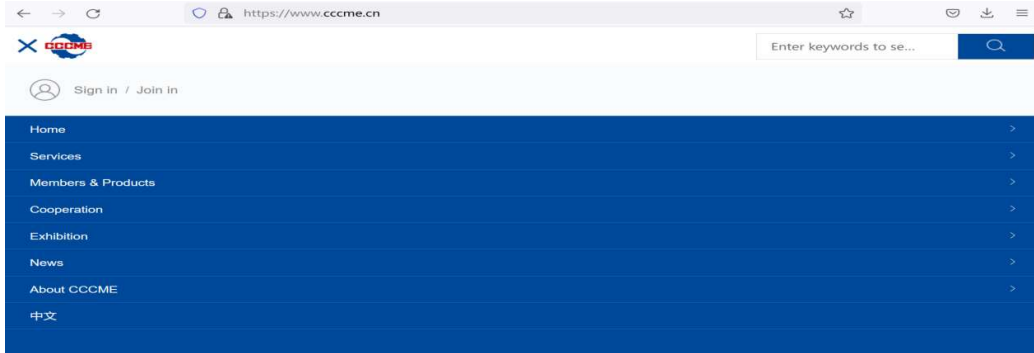 https://www.cccme.cn
CCCME
Enter keywords to se...
Sign in / Join in
Home
Services
Members & Products
Cooperation
Exhibition
News
About CCCME
中文